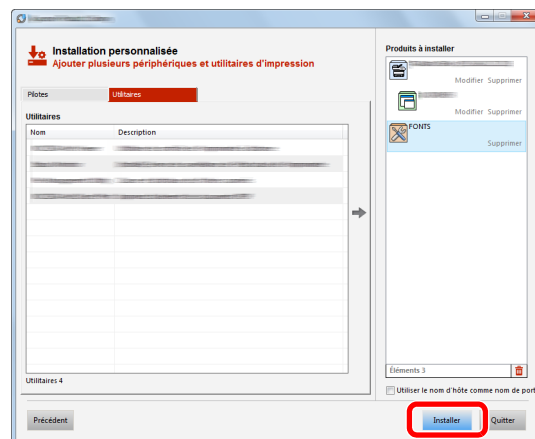 Installation personnalisée
Ajouter plusieurs périphériques et utilitaires d'impression
Pilotes
Utilitaires
Utilitaires
Nom
Description
Utilitaires 4
Produits à installer
Modifier Supprimer
Modifier Supprimer
FONTS
Supprimer
Éléments 3
Utiliser le nom d'hôte comme nom de port
Précédent
Installer
Quitter